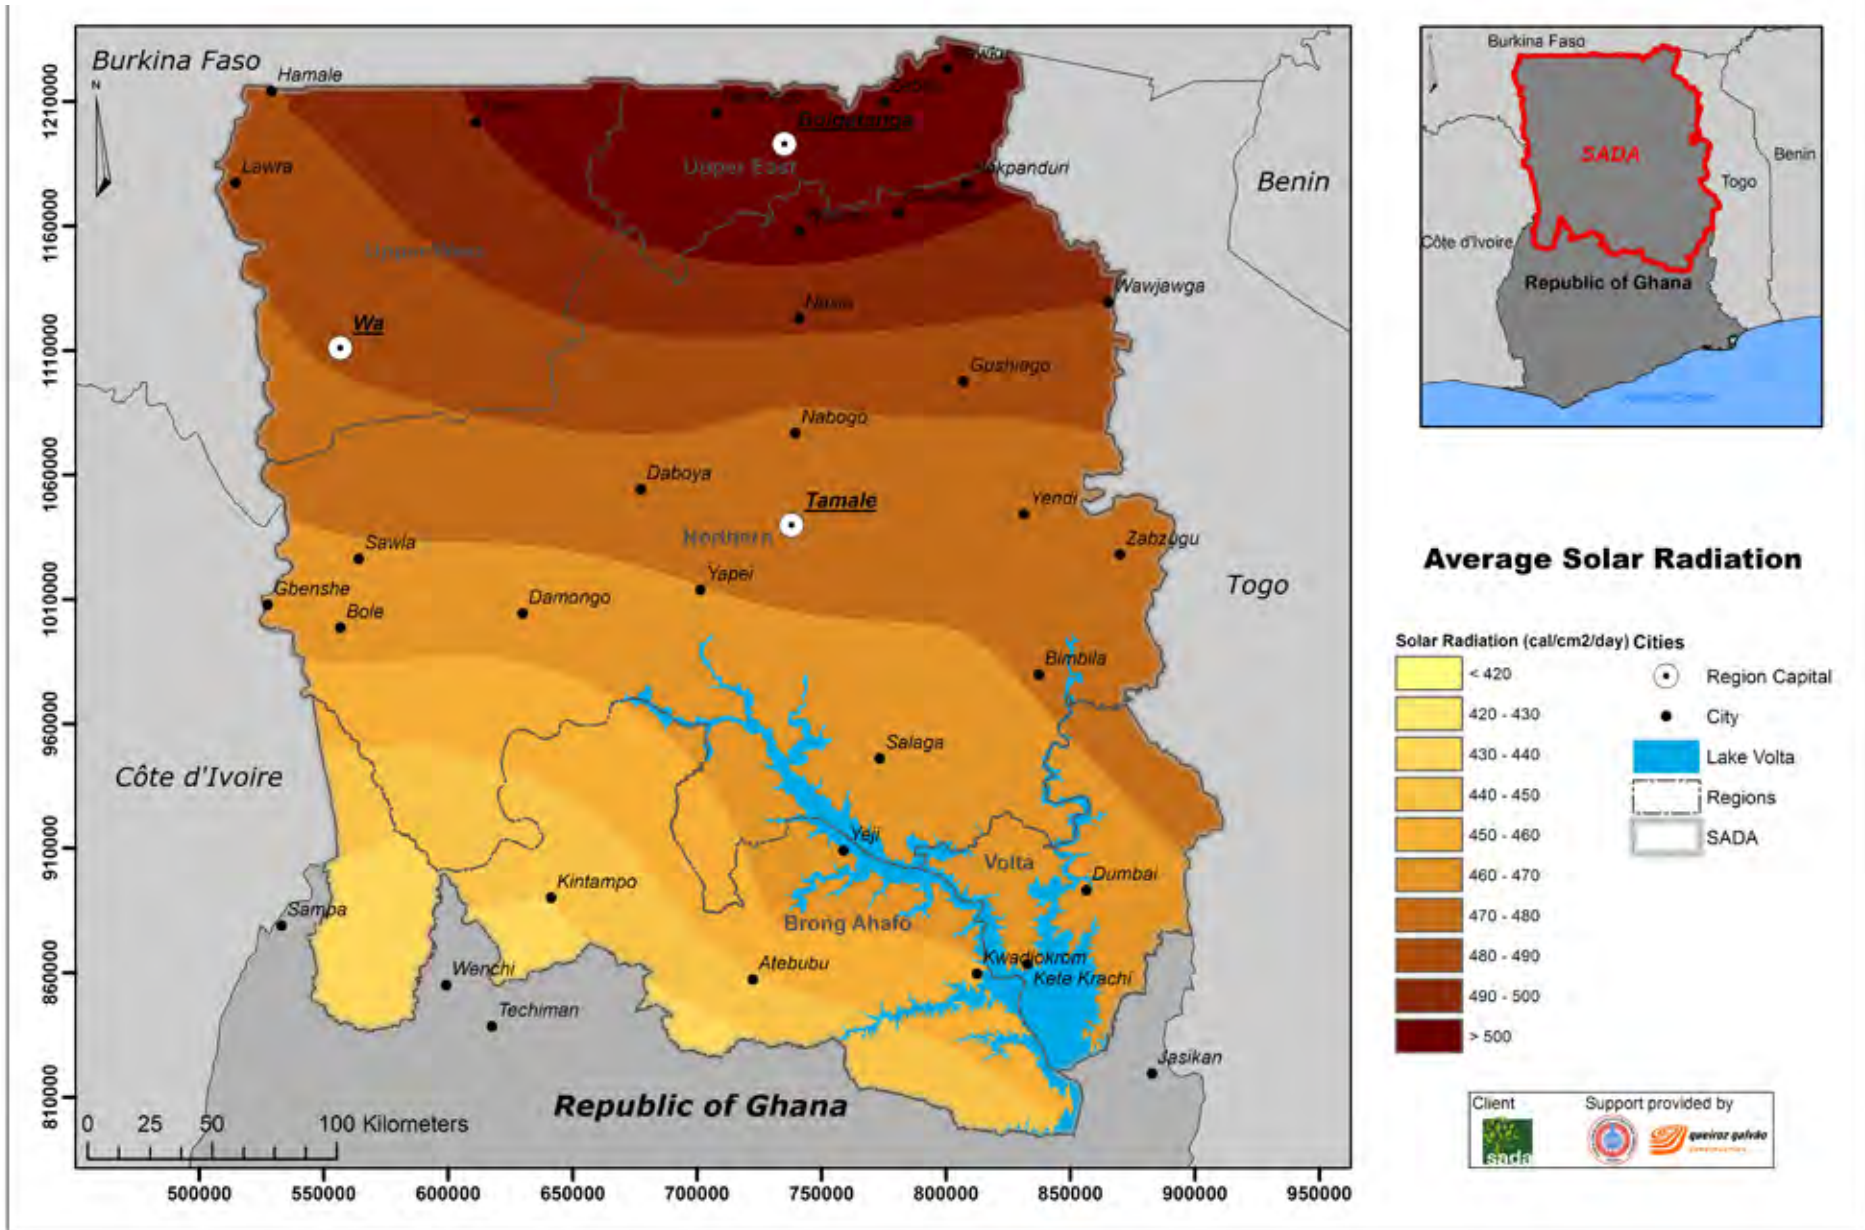 Burkina Faso
N
Hamale
Bolgatanga
Upper East
Nakpanduri
Lawra
Benin
Upper West
Wawjawga
Wa
Gushiago
Nabogo
Daboya
Tamale
Yendi
Northern
Zabzugu
Sawla
Yapei
Gbenshe
Damongo
Bole
Togo
Bimbila
Salaga
Côte d'Ivoire
Yeji
Volta
Dumbai
Kintampo
Sampa
Brong Ahafo
Atebubu
Kwadjokrom
Wenchi
Kete Krachi
Techiman
Jasikan
Republic of Ghana
0 25 50 100 Kilometers
1210000
1160000
1110000
1060000
1010000
960000
910000
860000
810000
500000 550000 600000 650000 700000 750000 800000 850000 900000 950000
Burkina Faso
SADA
Benin
Togo
Côte d'Ivoire
Republic of Ghana
Average Solar Radiation
Solar Radiation (cal/cm2/day) Cities
< 420
420 - 430
430 - 440
440 - 450
450 - 460
460 - 470
470 - 480
480 - 490
490 - 500
> 500
Region Capital
City
Lake Volta
Regions
SADA
Client
Support provided by
sada
queiroz galvão